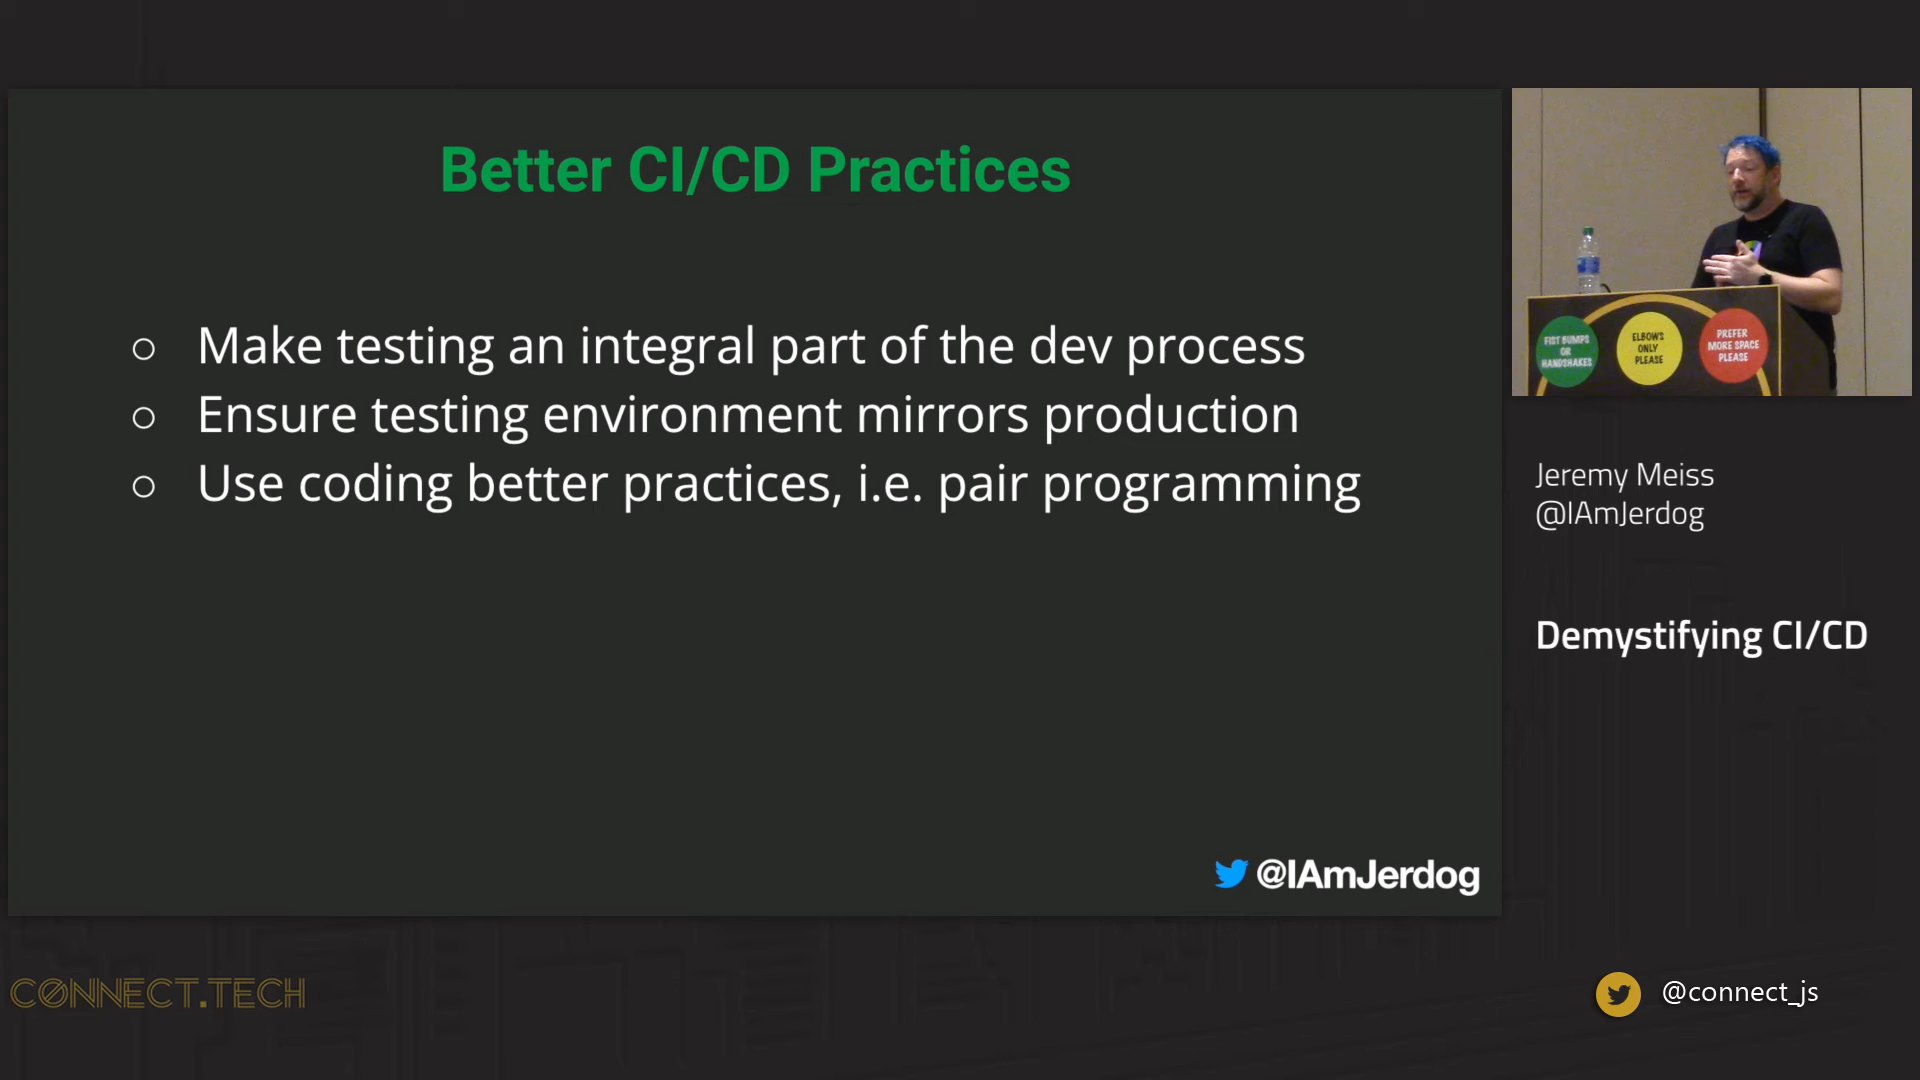 Better CI/CD Practices
○ Make testing an integral part of the dev process
○ Ensure testing environment mirrors production
○ Use coding better practices, i.e. pair programming
@IAmJerdog
FIST BUMPS
OR
HANDSHAKES
ELBOWS
ONLY
PLEASE
PREFER
MORE SPACE
PLEASE
Jeremy Meiss
@IAmJerdog
Demystifying CI/CD
CONNECT.TECH
@connect_js